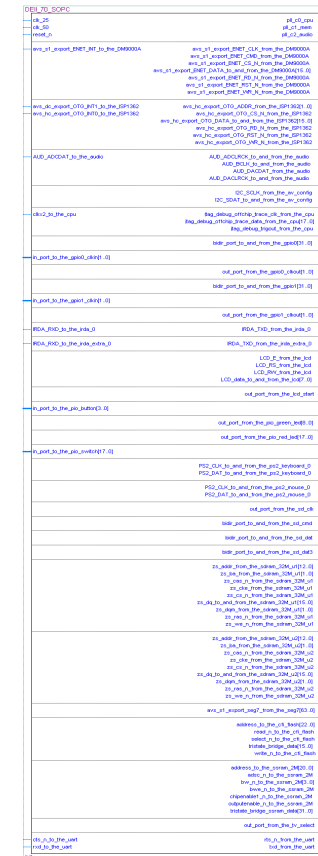 DEII_70_SOPC
clk_25 pll_c0_cpu
clk_50 pll_c1_mem
reset_n pll_c2_audio
avs_s1_export_ENET_INT_to_the_DM9000A avs_s1_export_ENET_CLK_from_the_DM9000A
avs_s1_export_ENET_CMD_from_the_DM9000A
avs_s1_export_ENET_CS_N_from_the_DM9000A
avs_s1_export_ENET_DATA_to_and_from_the_DM9000A[15..0]
avs_s1_export_ENET_RD_N_from_the_DM9000A
avs_s1_export_ENET_RST_N_from_the_DM9000A
avs_s1_export_ENET_WR_N_from_the_DM9000A
avs_dc_export_OTG_INT1_to_the_ISP1362 avs_hc_export_OTG_ADDR_from_the_ISP1362[1..0]
avs_hc_export_OTG_INT0_to_the_ISP1362 avs_hc_export_OTG_CS_N_from_the_ISP1362
avs_hc_export_OTG_DATA_to_and_from_the_ISP1362[15..0]
avs_hc_export_OTG_RD_N_from_the_ISP1362
avs_hc_export_OTG_RST_N_from_the_ISP1362
avs_hc_export_OTG_WR_N_from_the_ISP1362
AUD_ADCDAT_to_the_audio AUD_ADCLRCK_to_the_audio
AUD_BCLK_to_the_audio
AUD_DACDAT_from_the_audio
AUD_DACLRCK_to_the_audio
I2C_SCLK_from_the_av_config
I2C_SDAT_to_and_from_the_av_config
clkx2_to_the_cpu jtag_debug_offchip_trace_clk_from_the_cpu
jtag_debug_offchip_trace_data_from_the_cpu[17..0]
jtag_debug_trigout_from_the_cpu
bidir_port_to_and_from_the_gpio0[31..0]
in_port_to_the_gpio0_clkin[1..0]
out_port_from_the_gpio0_clkout[1..0]
bidir_port_to_and_from_the_gpio1[31..0]
in_port_to_the_gpio1_clkin[1..0]
out_port_from_the_gpio1_clkout[1..0]
IRDA_RXD_to_the_irda_0 IRDA_TXD_from_the_irda_0
IRDA_RXD_to_the_irda_extra_0 IRDA_TXD_from_the_irda_extra_0
LCD_E_from_the_lcd
LCD_RS_from_the_lcd
LCD_RW_from_the_lcd
LCD_data_to_and_from_the_lcd[7..0]
out_port_from_the_lcd_start
in_port_to_the_pio_button[3..0]
out_port_from_the_pio_green_led[8..0]
out_port_from_the_pio_red_led[17..0]
in_port_to_the_pio_switch[17..0]
PS2_CLK_to_and_from_the_ps2_keyboard_0
PS2_DAT_to_and_from_the_ps2_keyboard_0
PS2_CLK_to_and_from_the_ps2_mouse_0
PS2_DAT_to_and_from_the_ps2_mouse_0
out_port_from_the_sd_clk
bidir_port_to_and_from_the_sd_cmd
bidir_port_to_and_from_the_sd_dat
bidir_port_to_and_from_the_sd_dat3
zs_addr_from_the_sdram_32M_u1[12..0]
zs_ba_from_the_sdram_32M_u1[1..0]
zs_cas_n_from_the_sdram_32M_u1
zs_cke_from_the_sdram_32M_u1
zs_cs_n_from_the_sdram_32M_u1
zs_dq_to_and_from_the_sdram_32M_u1[15..0]
zs_dqm_from_the_sdram_32M_u1[1..0]
zs_ras_n_from_the_sdram_32M_u1
zs_we_n_from_the_sdram_32M_u1
zs_addr_from_the_sdram_32M_u2[12..0]
zs_ba_from_the_sdram_32M_u2[1..0]
zs_cas_n_from_the_sdram_32M_u2
zs_cke_from_the_sdram_32M_u2
zs_cs_n_from_the_sdram_32M_u2
zs_dq_to_and_from_the_sdram_32M_u2[15..0]
zs_dqm_from_the_sdram_32M_u2[1..0]
zs_ras_n_from_the_sdram_32M_u2
zs_we_n_from_the_sdram_32M_u2
avs_s1_export_seg7_from_the_seg7[63..0]
address_to_the_cfi_flash[22..0]
read_n_to_the_cfi_flash
select_n_to_the_cfi_flash
tristate_bridge_data[15..0]
write_n_to_the_cfi_flash
address_to_the_ssram_2M[20..0]
adsc_n_to_the_ssram_2M
bw_n_to_the_ssram_2M[3..0]
bwe_n_to_the_ssram_2M
chipenable1_n_to_the_ssram_2M
outputenable_n_to_the_ssram_2M
tristate_bridge_ssram_data[31..0]
out_port_from_the_tv_select
cts_n_to_the_uart rts_n_from_the_uart
rxd_to_the_uart txd_from_the_uart